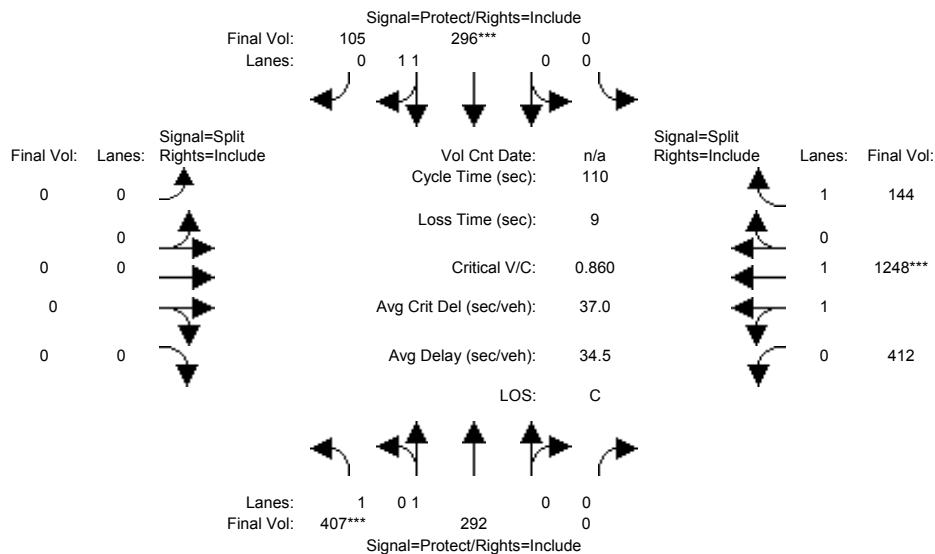 Signal=Protect/Rights=Include
Final Vol: 105 296*** 0
Lanes: 0 1 1 0 0
Signal=Split Signal=Split
Final Vol: Lanes: Rights=Include Vol Cnt Date: n/a Rights=Include Lanes: Final Vol:
Cycle Time (sec): 110
0 0 1 144
Loss Time (sec): 9
0 0
0 0 Critical V/C: 0.860 1 1248***
0 Avg Crit Del (sec/veh): 37.0 1
0 0 Avg Delay (sec/veh): 34.5 0 412
LOS: C
Lanes: 1 0 1 0 0
Final Vol: 407*** 292 0
Signal=Protect/Rights=Include